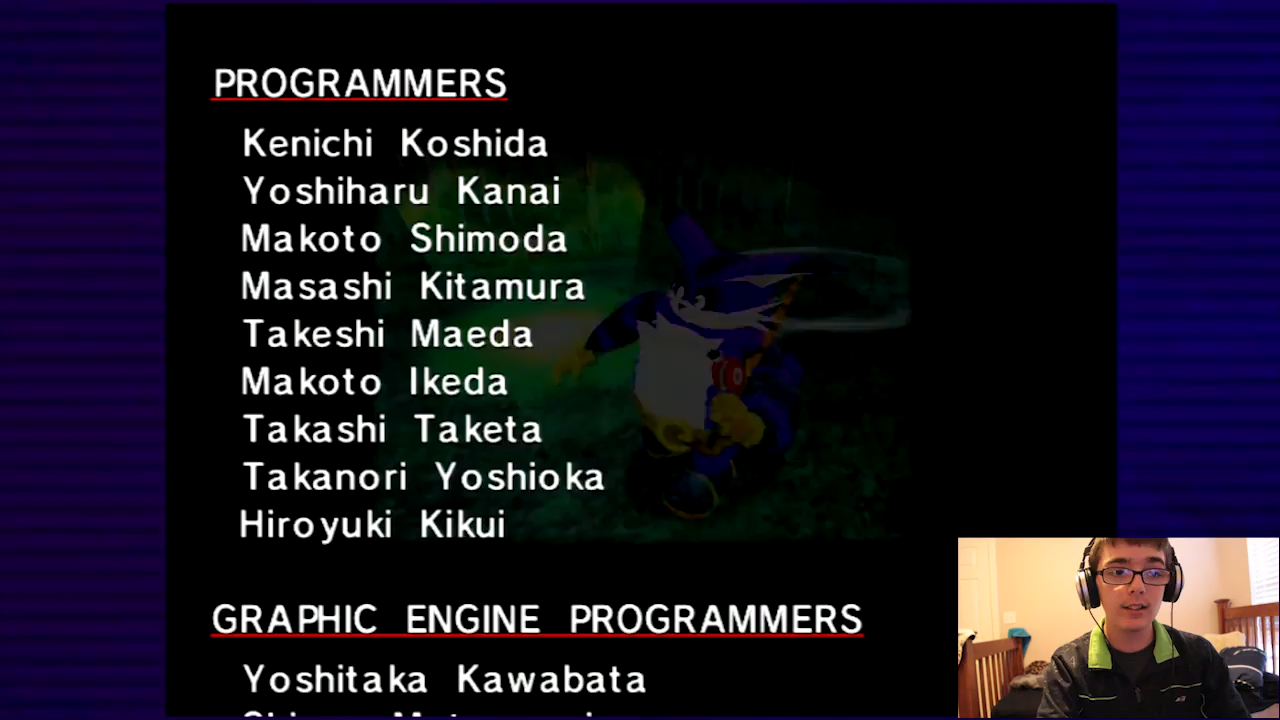 PROGRAMMERS
Kenichi Koshida
Yoshiharu Kanai
Makoto Shimoda
Masashi Kitamura
Takeshi Maeda
Makoto Ikeda
Takashi Taketa
Takanori Yoshioka
Hiroyuki Kikui
GRAPHIC ENGINE PROGRAMMERS
Yoshitaka Kawabata